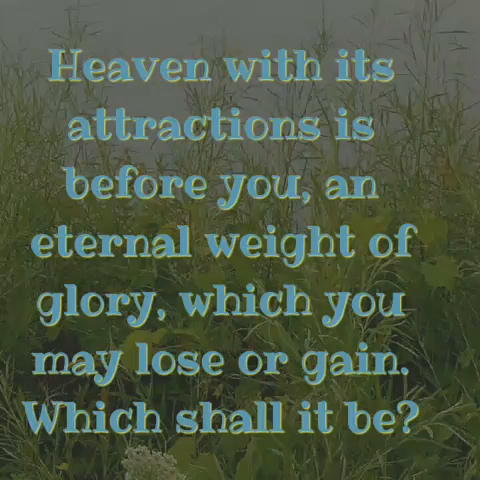 Heaven with its
attractions is
before you, an
eternal weight of
glory, which you
may lose or gain.
Which shall it be?